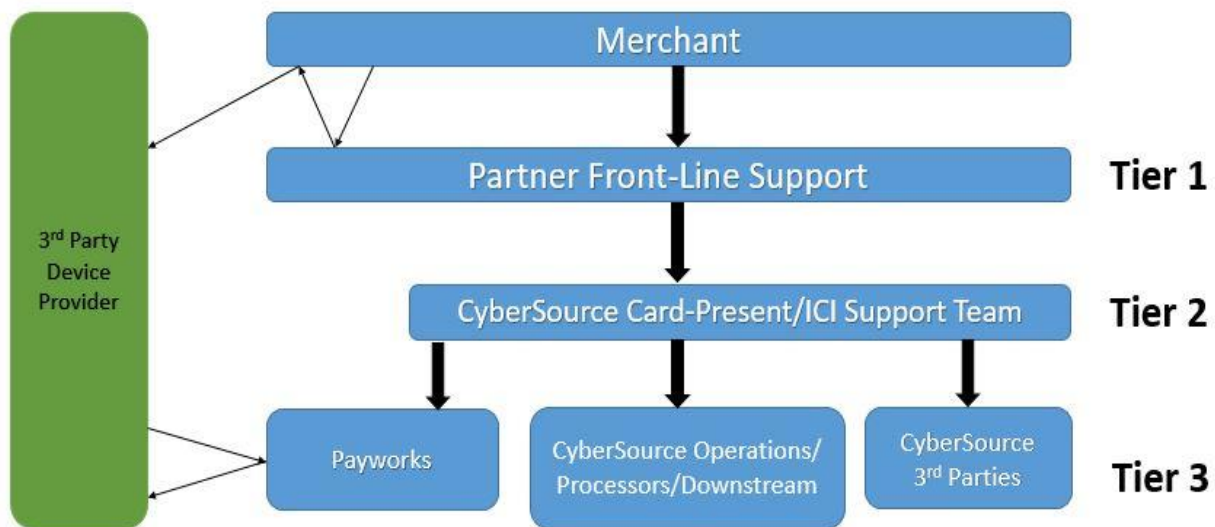 Merchant
Partner Front-Line Support
Tier 1
3rd Party
Device
Provider
CyberSource Card-Present/ICI Support Team
Tier 2
Payworks
CyberSource Operations/
Processors/Downstream
CyberSource
3rd Parties
Tier 3